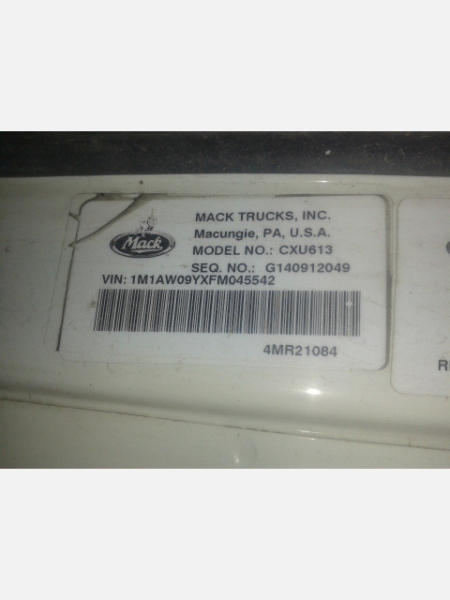 MACK TRUCKS, INC.
Macungie, PA, U.S.A.
Mack
MODEL NO.: CXU613
SEQ. NO.: G140912049
VIN: 1M1AW09YXFM045542
4MR21084